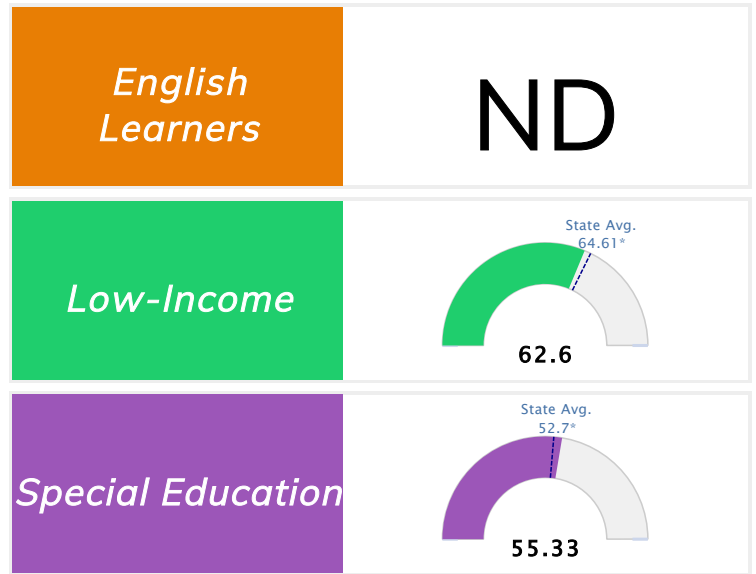 English
Learners
ND
Low-Income
State Avg.
64.61*
62.6
Special Education
State Avg.
52.7*
55.33